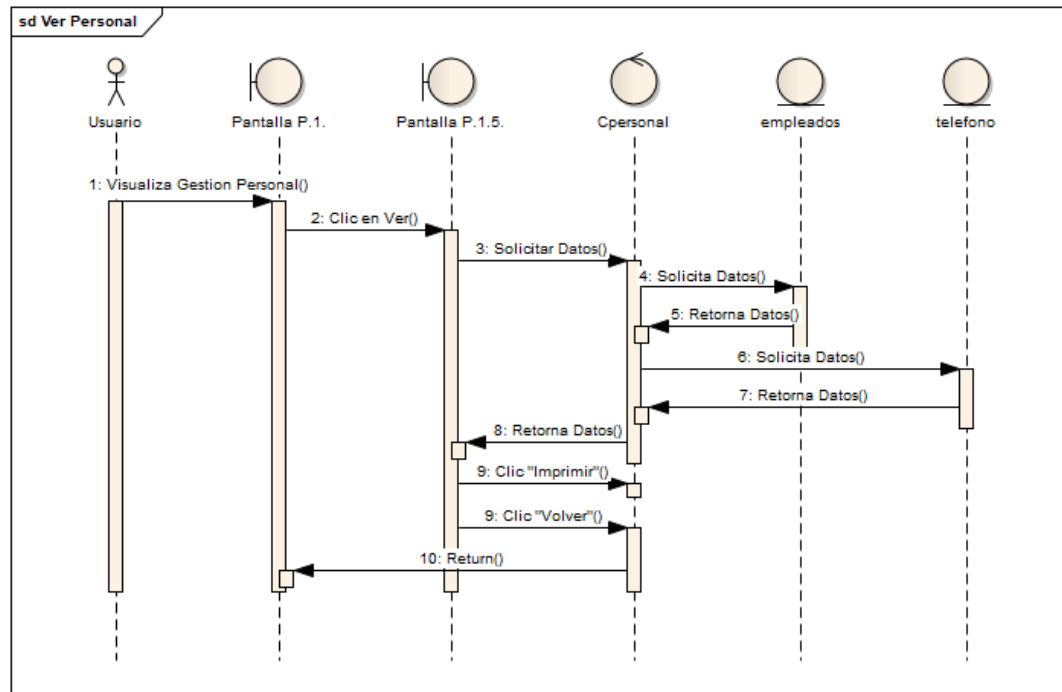 sd Ver Personal
Usuario
Pantalla P.1.
Pantalla P.1.5.
Cpersonal
empleados
telefono
1: Visualiza Gestion Personal()
2: Clic en Ver()
3: Solicitar Datos()
4: Solicita Datos()
5: Retorna Datos()
6: Solicita Datos()
7: Retorna Datos()
8: Retorna Datos()
9: Clic "Imprimir"()
9: Clic "Volver"()
10: Return()